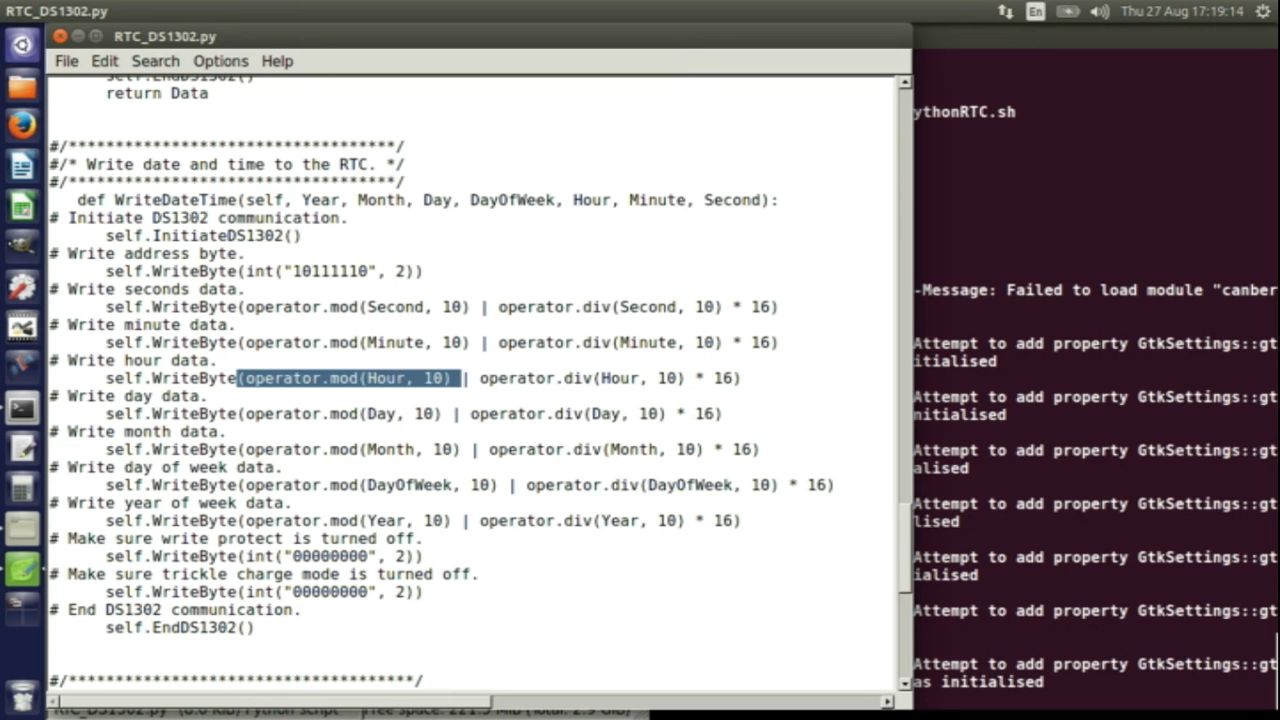 RTC_DS1302.py
En
Thu 27 Aug 17:19:14
RTC_DS1302.py
File Edit Search Options Help
self.EndDS1302()
return Data
#/***********************************/
#/* Write date and time to the RTC. */
#/***********************************/
def WriteDateTime(self, Year, Month, Day, DayOfWeek, Hour, Minute, Second):
# Initiate DS1302 communication.
self.InitiateDS1302()
# Write address byte.
self.WriteByte(int("10111110", 2))
# Write seconds data.
self.WriteByte(operator.mod(Second, 10) | operator.div(Second, 10) * 16)
# Write minute data.
self.WriteByte(operator.mod(Minute, 10) | operator.div(Minute, 10) * 16)
# Write hour data.
self.WriteByte(operator.mod(Hour, 10) | operator.div(Hour, 10) * 16)
# Write day data.
self.WriteByte(operator.mod(Day, 10) | operator.div(Day, 10) * 16)
# Write month data.
self.WriteByte(operator.mod(Month, 10) | operator.div(Month, 10) * 16)
# Write day of week data.
self.WriteByte(operator.mod(DayOfWeek, 10) | operator.div(DayOfWeek, 10) * 16)
# Write year of week data.
self.WriteByte(operator.mod(Year, 10) | operator.div(Year, 10) * 16)
# Make sure write protect is turned off.
self.WriteByte(int("00000000", 2))
# Make sure trickle charge mode is turned off.
self.WriteByte(int("00000000", 2))
# End DS1302 communication.
self.EndDS1302()
#/*************************************/
ythonRTC.sh
-Message: Failed to load module "canber
Attempt to add property GtkSettings::gt
itialised
Attempt to add property GtkSettings::gt
nitialised
Attempt to add property GtkSettings::gt
alised
Attempt to add property GtkSettings::gt
lised
Attempt to add property GtkSettings::gt
ialised
Attempt to add property GtkSettings::gt
Attempt to add property GtkSettings::gt
as initialised